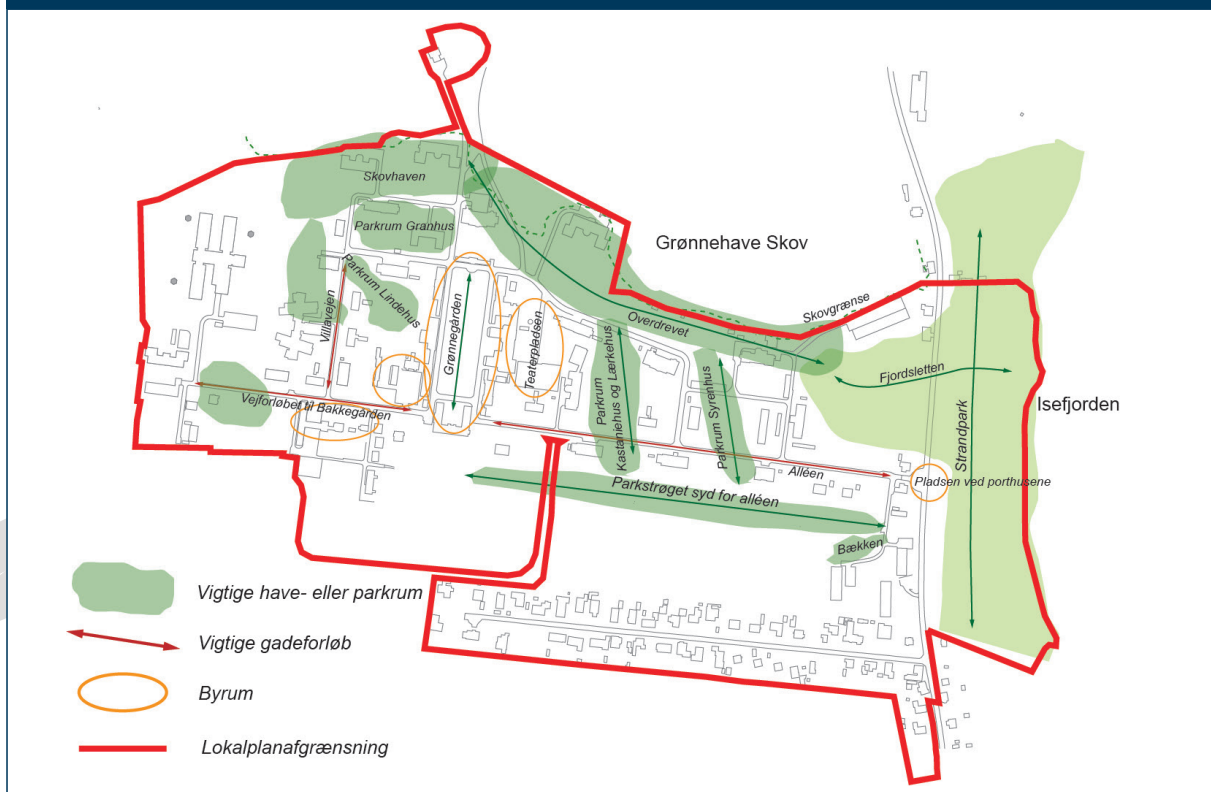 Skovhaven
Parkrum Granhus
Grønnehave Skov
Parkrum Lindehus
Villavejen
Grønnegården
Teaterpladsen
Overdrevet
Skovgrænse
Parkrum
Kastaniehus og Lærkehus
Parkrum Syrenhus
Fjordsletten
Isefjorden
Strandpark
Vejforløbet til Bakkegården
Alléen
Pladsen ved porthusene
Parkstrøget syd for alléen
Bækken
Vigtige have- eller parkrum
Vigtige gadeforløb
Byrum
Lokalplanafgrænsning